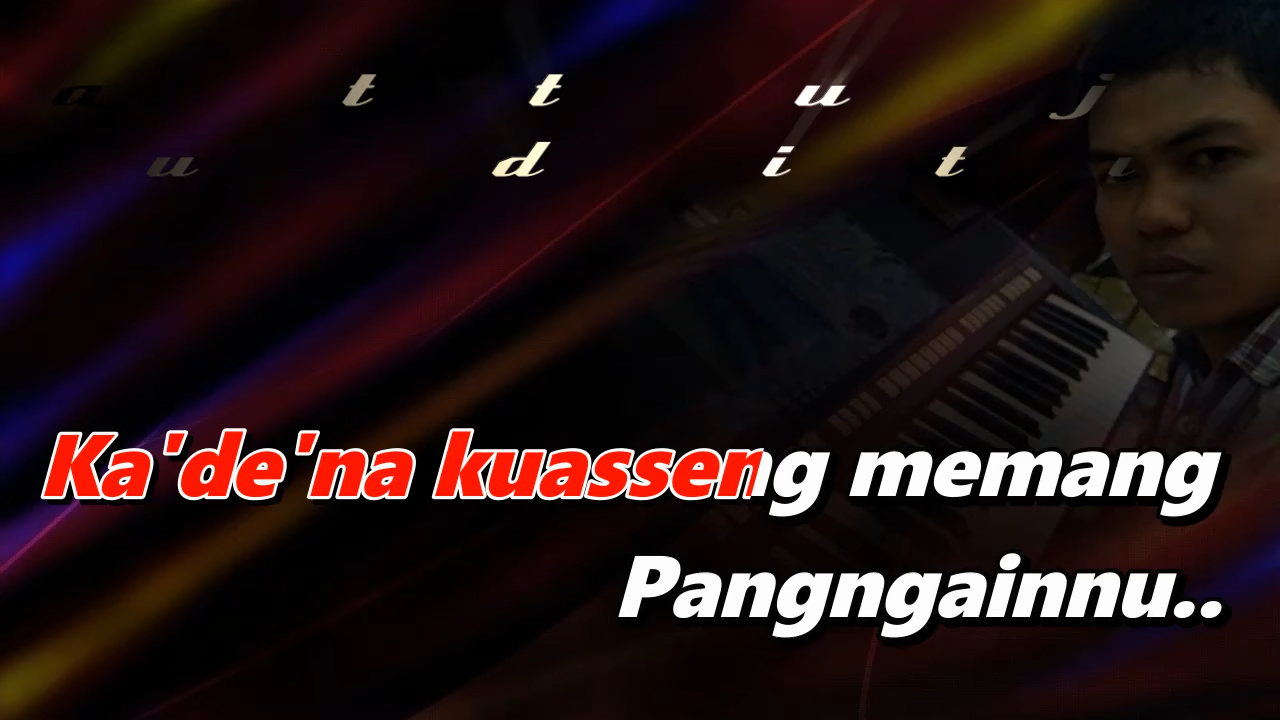 a t t u j
u d i t i
Ka'de'na kuasseng memang
Pangngainnu..